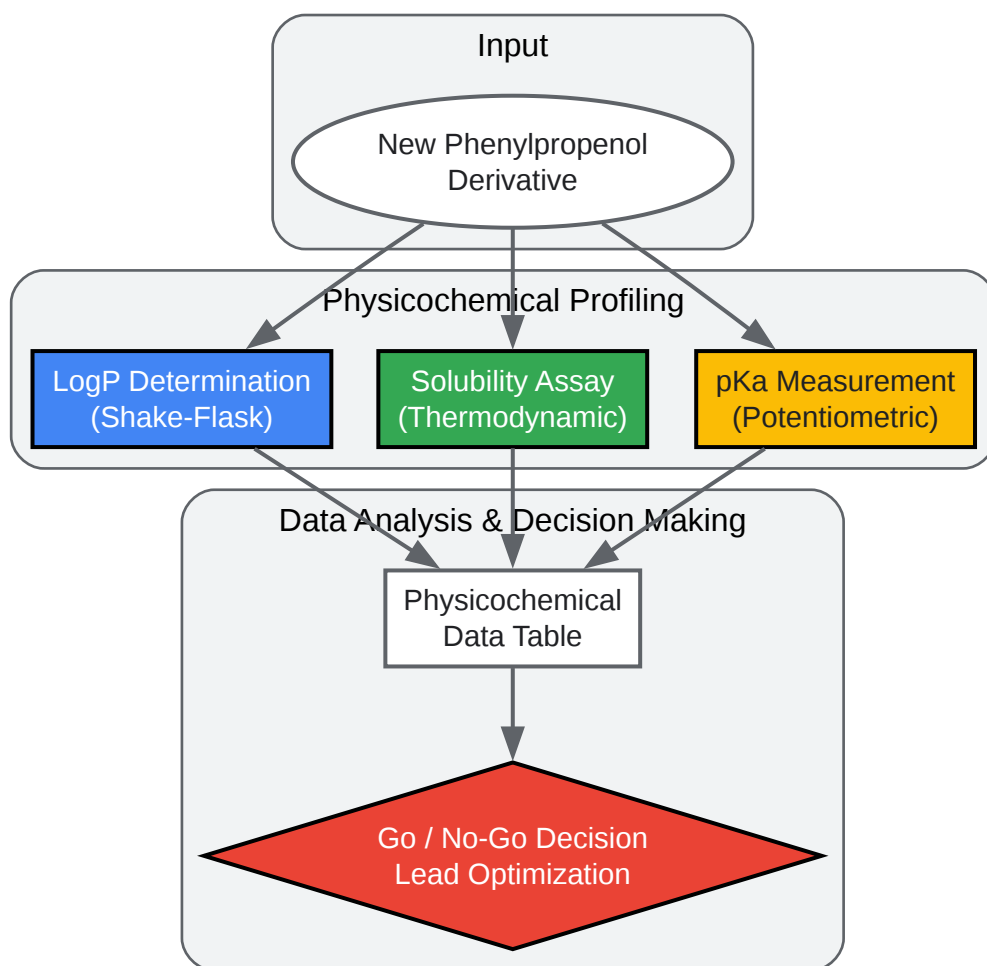 Input
New Phenylpropenol
Derivative
Physicochemical Profiling
LogP Determination
(Shake-Flask)
Solubility Assay
(Thermodynamic)
pKa Measurement
(Potentiometric)
Data Analysis & Decision Making
Physicochemical
Data Table
Go / No-Go Decision
Lead Optimization